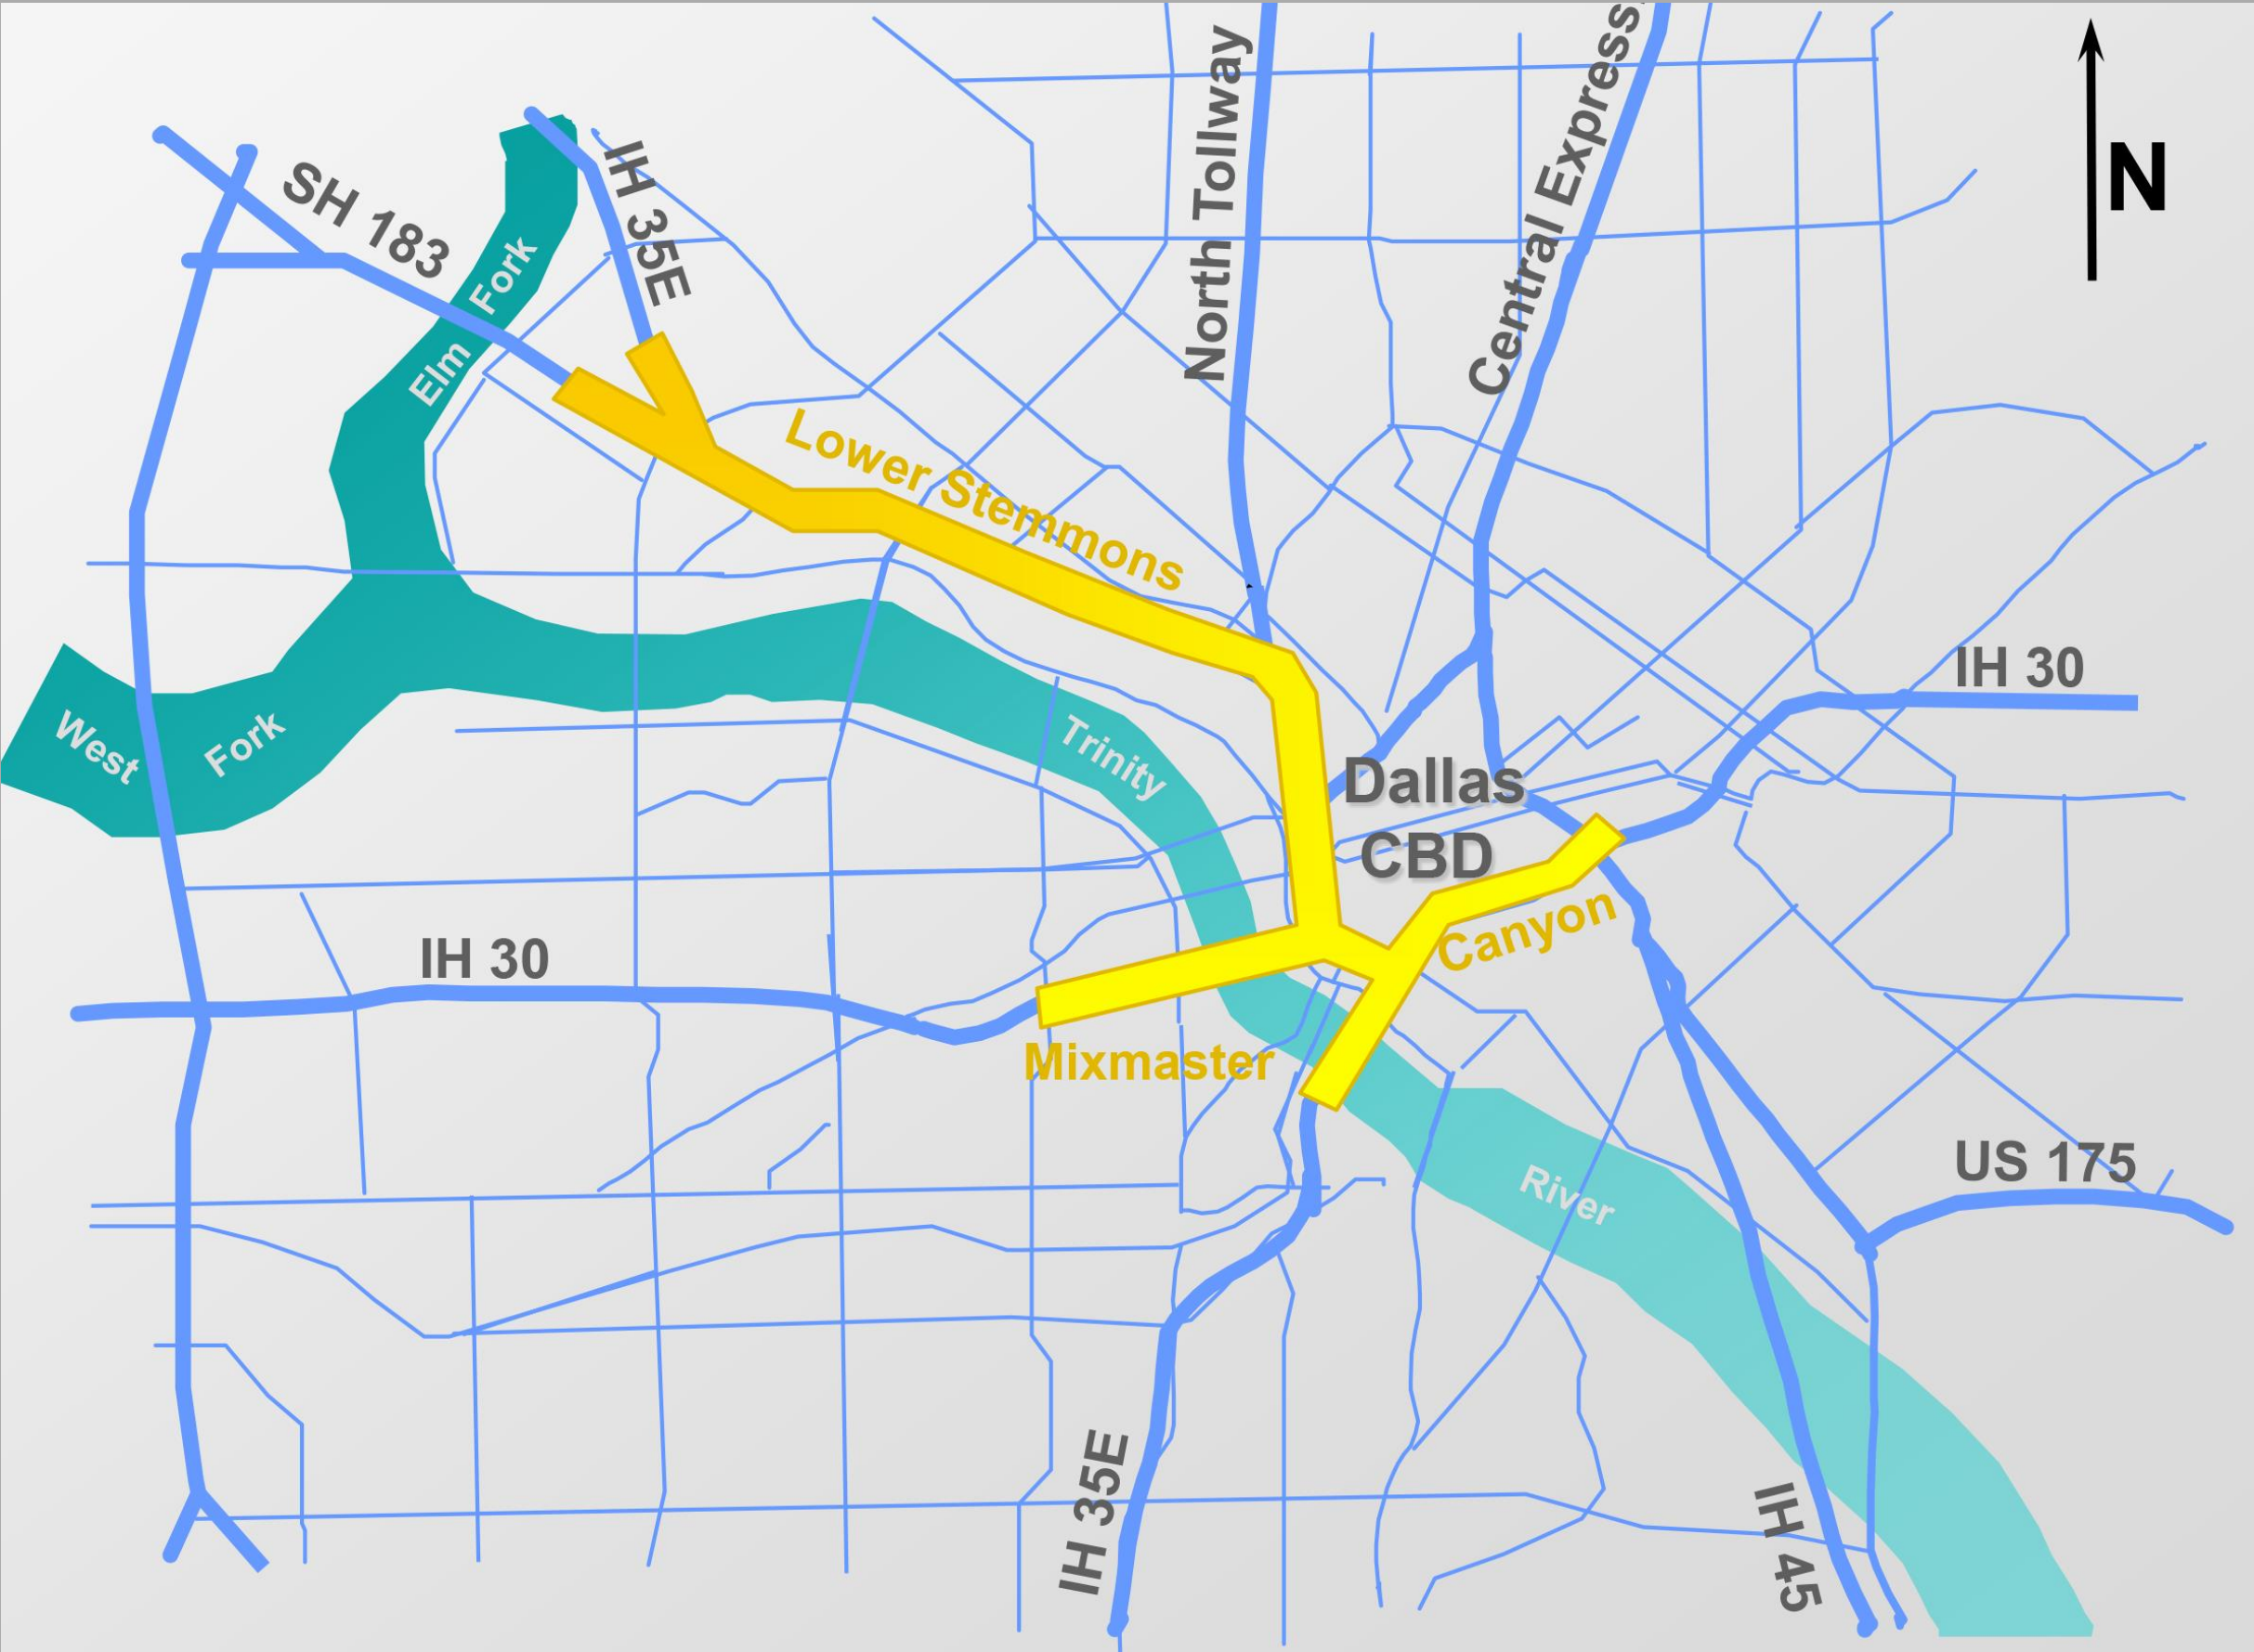 North Tollway
Central Express
N
SH 183
IH 35E
Elm Fork
Lower Stemmons
IH 30
West Fork
Trinity
Dallas
CBD
Canyon
IH 30
Mixmaster
US 175
River
IH 35E
IH 45